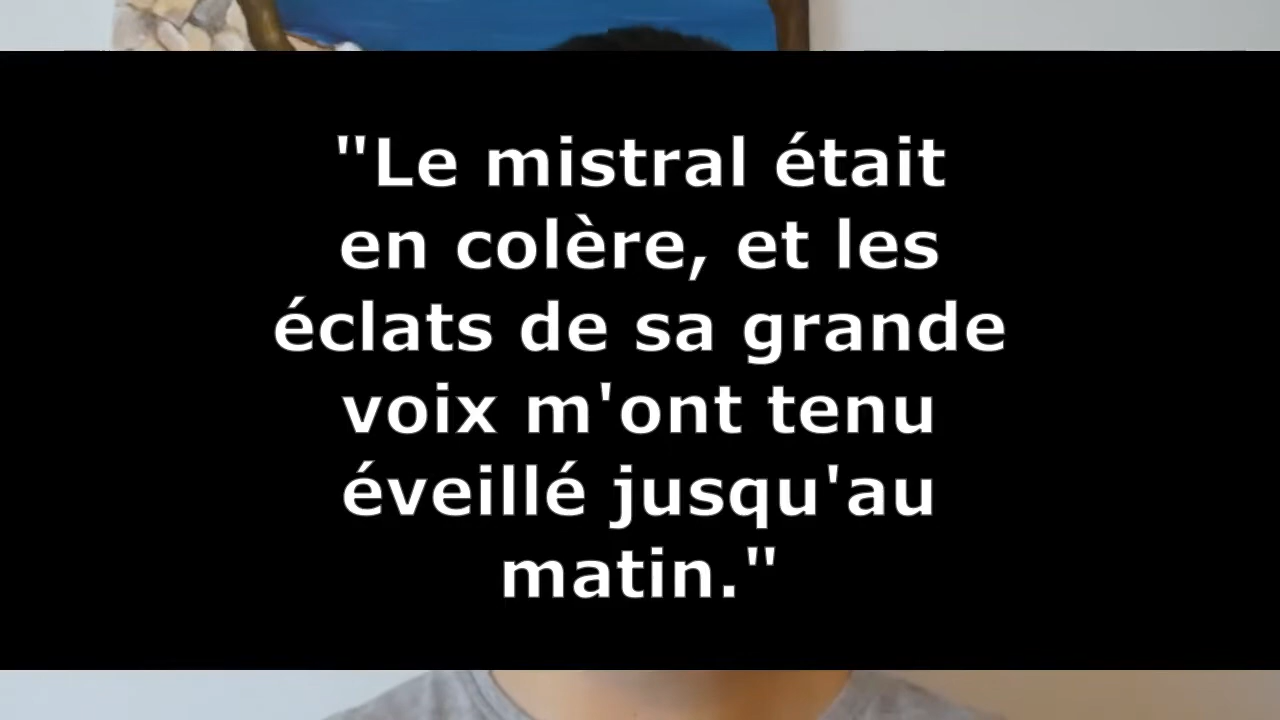 "Le mistral était
en colère, et les
éclats de sa grande
voix m'ont tenu
éveillé jusqu'au
matin."